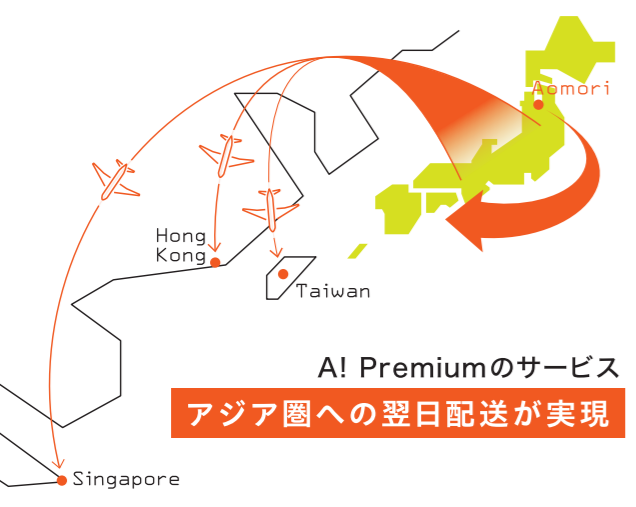 Aomori
Hong
Kong
Taiwan
A! Premiumのサービス
アジア圏への翌日配送が実現
Singapore